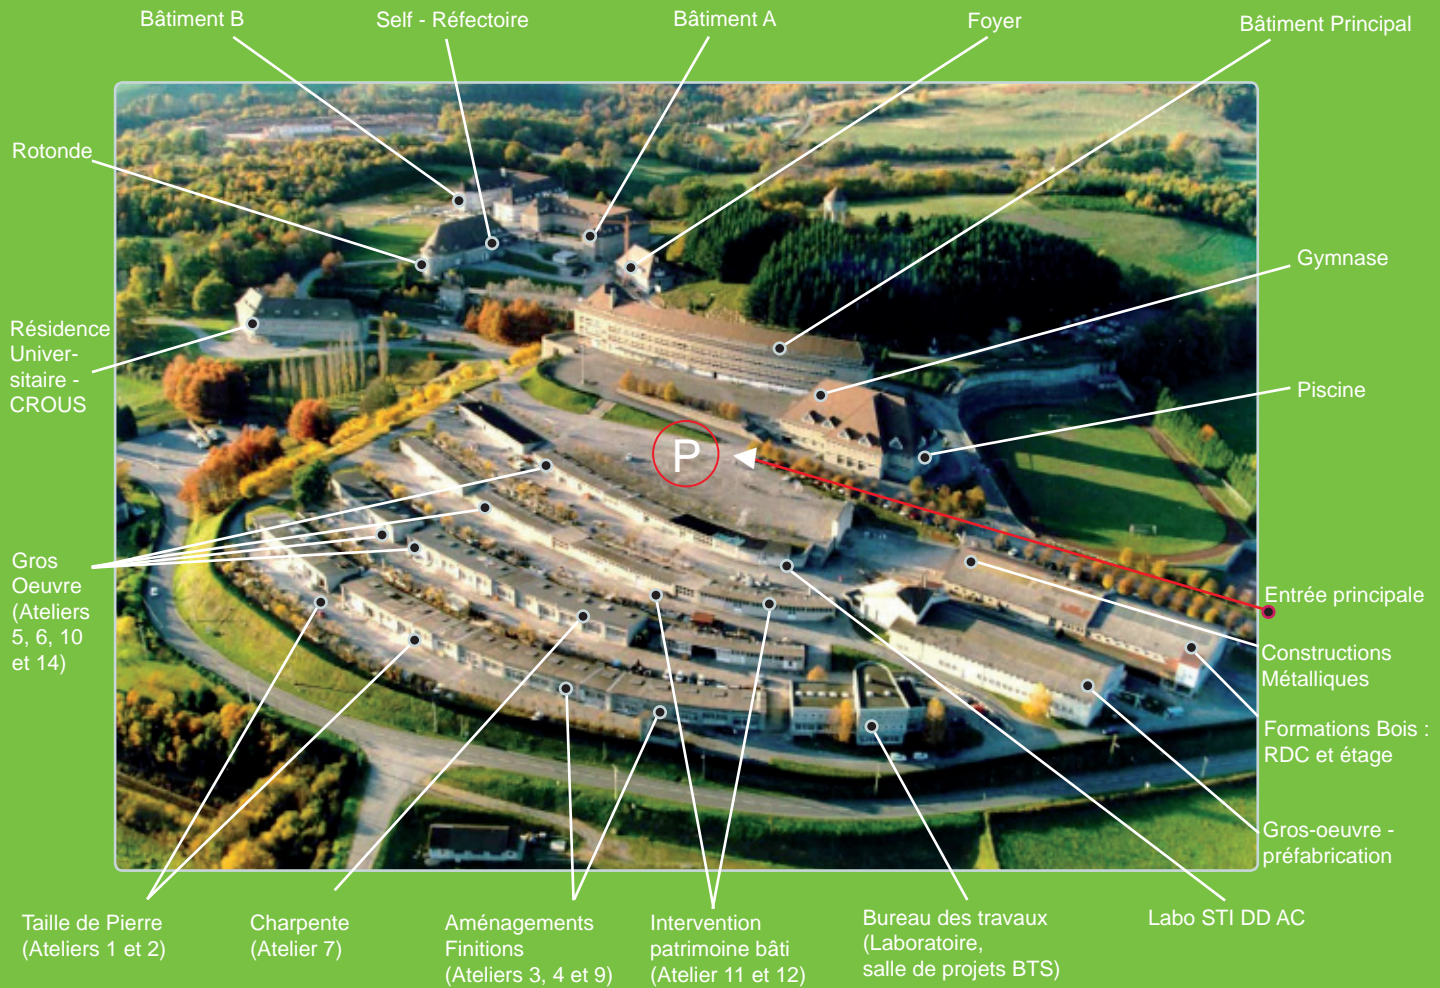 Bâtiment B
Self - Réfectoire
Bâtiment A
Foyer
Bâtiment Principal
Rotonde
Gymnase
Résidence
Univer-
sitaire -
CROUS
Piscine
P
Gros
Oeuvre
(Ateliers
5, 6, 10
et 14)
Entrée principale
Constructions
Métalliques
Formations Bois :
RDC et étage
Gros-oeuvre -
préfabrication
Taille de Pierre
(Ateliers 1 et 2)
Charpente
(Atelier 7)
Aménagements
Finitions
(Ateliers 3, 4 et 9)
Intervention
patrimoine bâti
(Atelier 11 et 12)
Bureau des travaux
(Laboratoire,
salle de projets BTS)
Labo STI DD AC